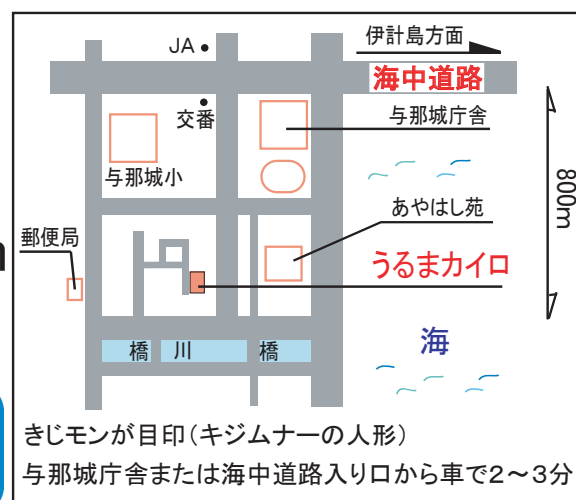 JA
伊計島方面
海中道路
交番
与那城庁舎
与那城小
800m
あやはし苑
郵便局
うるまカイロ
橋 川 橋
海
きじモンが目印(キジムナーの人形)
与那城庁舎または海中道路入り口から車で2～3分